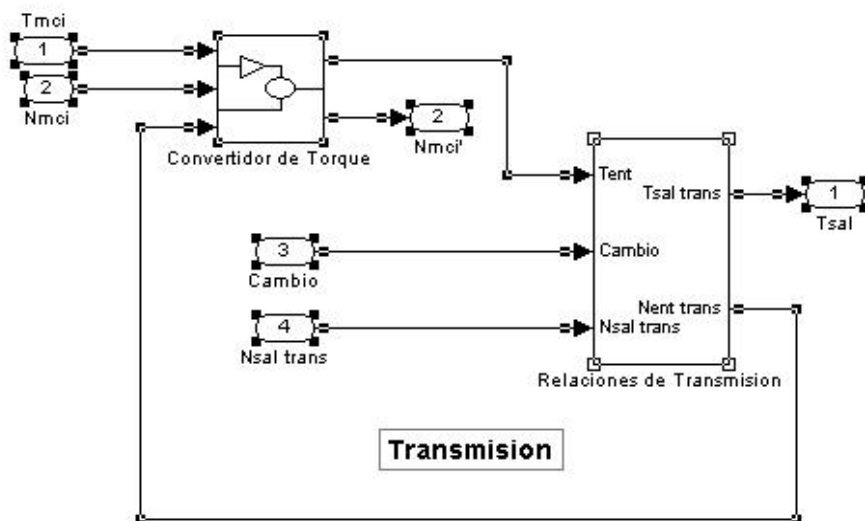 Tmci
1
2
Nmci
Convertidor de Torque
2
Nmci'
Tent
Tsal trans
1
Tsal
3
Cambio
Cambio
4
Nsal trans
Nent trans
Nsal trans
Relaciones de Transmision
Transmision